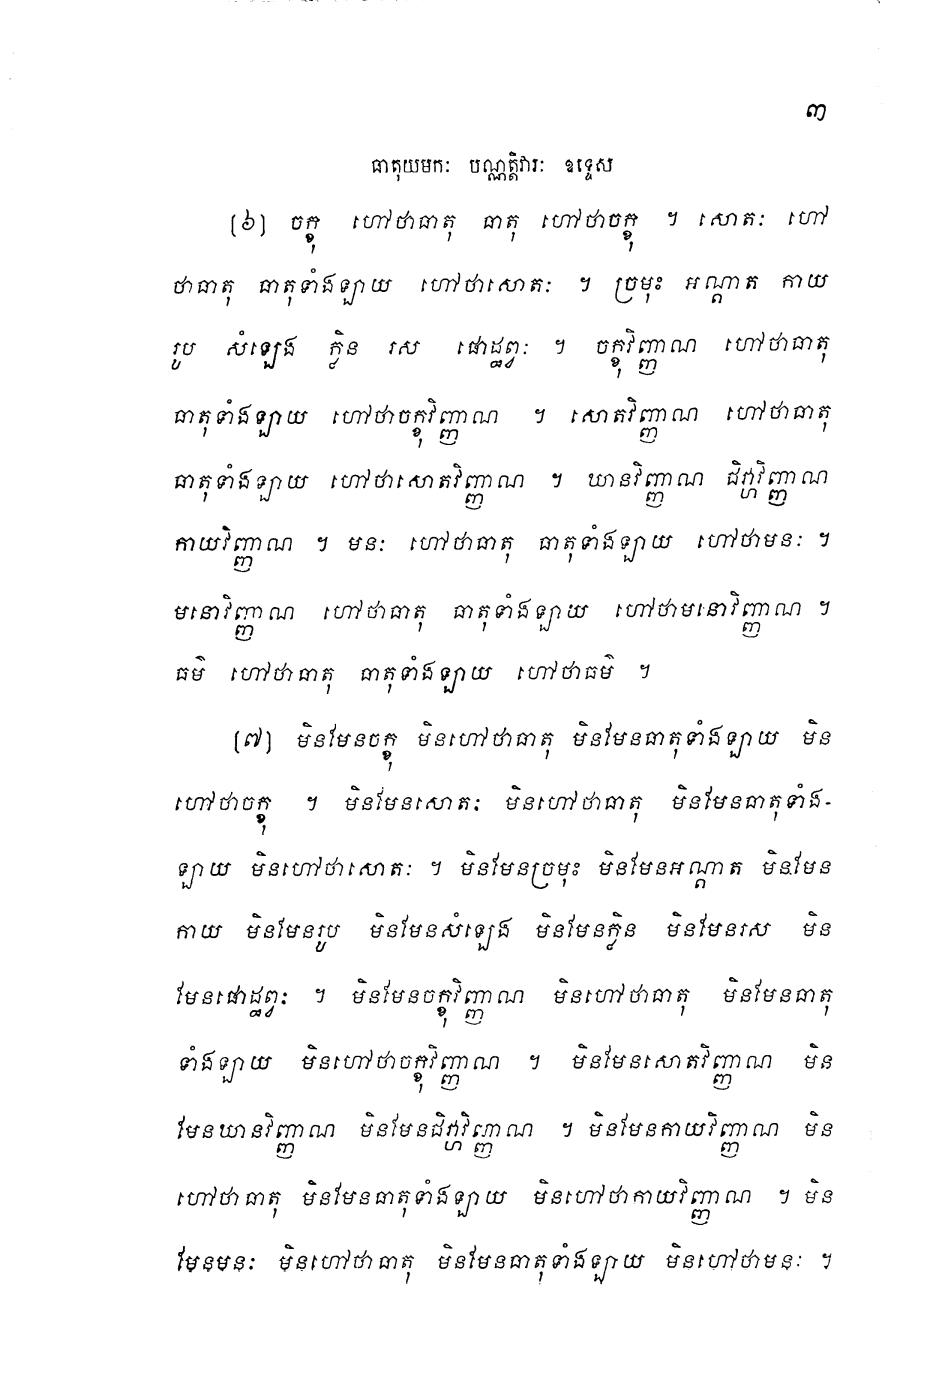 ៣
ធាតុយមកៈ បណ្ណត្តិវារៈ ឧទ្ទេស
(៦) ចក្ខុ ហៅថាធាតុ ធាតុ ហៅថាចក្ខុ ។ សោតៈ ហៅ
ថាធាតុ ធាតុទាំងឡាយ ហៅថាសោតៈ ។ ច្រមុះ អណ្តាត កាយ
រូប សំឡេង ក្លិន រស ផោដ្ឋព្វៈ ។ ចក្ខុវិញ្ញាណ ហៅថាធាតុ
ធាតុទាំងឡាយ ហៅថាចក្ខុវិញ្ញាណ ។ សោតវិញ្ញាណ ហៅថាធាតុ
ធាតុទាំងឡាយ ហៅថាសោតវិញ្ញាណ ។ ឃានវិញ្ញាណ ជិវ្ហាវិញ្ញាណ
កាយវិញ្ញាណ ។ មនៈ ហៅថាធាតុ ធាតុទាំងឡាយ ហៅថាមនៈ ។
មនោវិញ្ញាណ ហៅថាធាតុ ធាតុទាំងឡាយ ហៅថាមនោវិញ្ញាណ ។
ធម៌ ហៅថាធាតុ ធាតុទាំងឡាយ ហៅថាធម៌ ។
(៧) មិនមែនចក្ខុ មិនហៅថាធាតុ មិនមែនធាតុទាំងឡាយ មិន
ហៅថាចក្ខុ ។ មិនមែនសោតៈ មិនហៅថាធាតុ មិនមែនធាតុទាំង-
ឡាយ មិនហៅថាសោតៈ ។ មិនមែនច្រមុះ មិនមែនអណ្តាត មិនមែន
កាយ មិនមែនរូប មិនមែនសំឡេង មិនមែនក្លិន មិនមែនរស មិន
មែនផោដ្ឋព្វៈ ។ មិនមែនចក្ខុវិញ្ញាណ មិនហៅថាធាតុ មិនមែនធាតុ
ទាំងឡាយ មិនហៅថាចក្ខុវិញ្ញាណ ។ មិនមែនសោតវិញ្ញាណ មិន
មែនឃានវិញ្ញាណ មិនមែនជិវ្ហាវិញ្ញាណ ។ មិនមែនកាយវិញ្ញាណ មិន
ហៅថាធាតុ មិនមែនធាតុទាំងឡាយ មិនហៅថាកាយវិញ្ញាណ ។ មិន
មែនមនៈ មិនហៅថាធាតុ មិនមែនធាតុទាំងឡាយ មិនហៅថាមនៈ ។